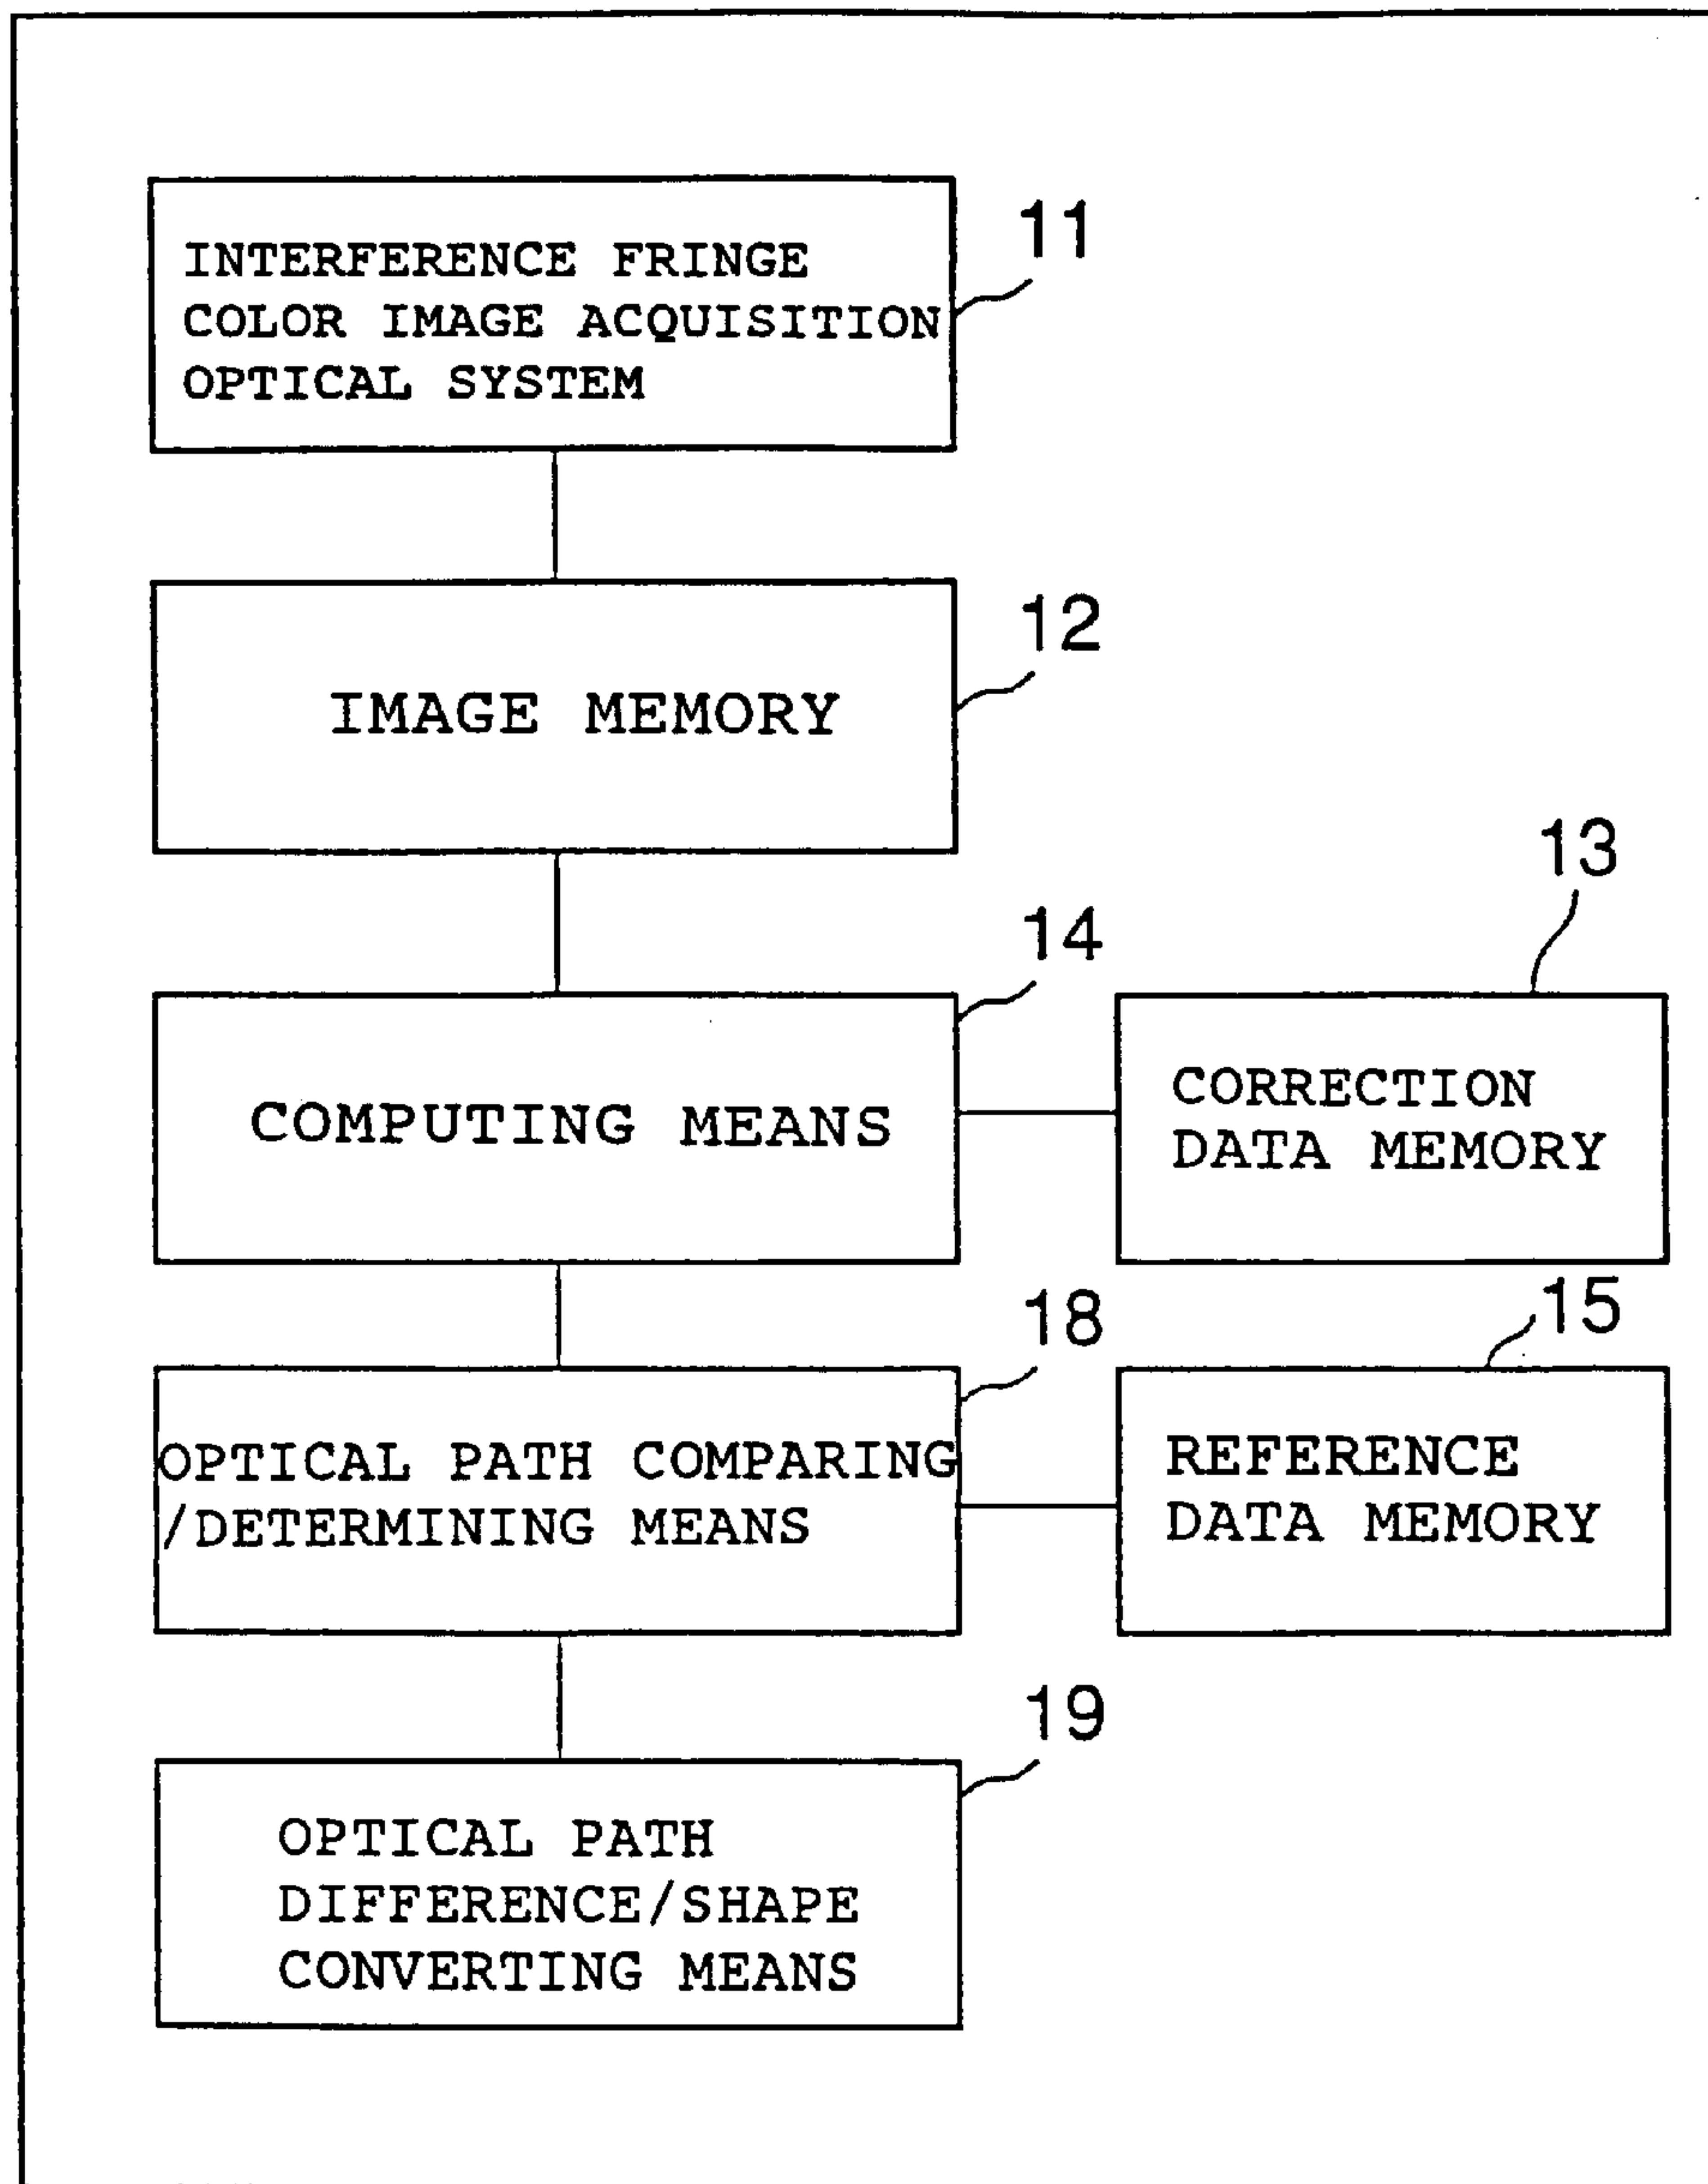 11
INTERFERENCE FRINGE
COLOR IMAGE ACQUISITION
OPTICAL SYSTEM
12
IMAGE MEMORY
14
COMPUTING MEANS
13
CORRECTION
DATA MEMORY
18
OPTICAL PATH COMPARING
/DETERMINING MEANS
15
REFERENCE
DATA MEMORY
19
OPTICAL PATH
DIFFERENCE/SHAPE
CONVERTING MEANS